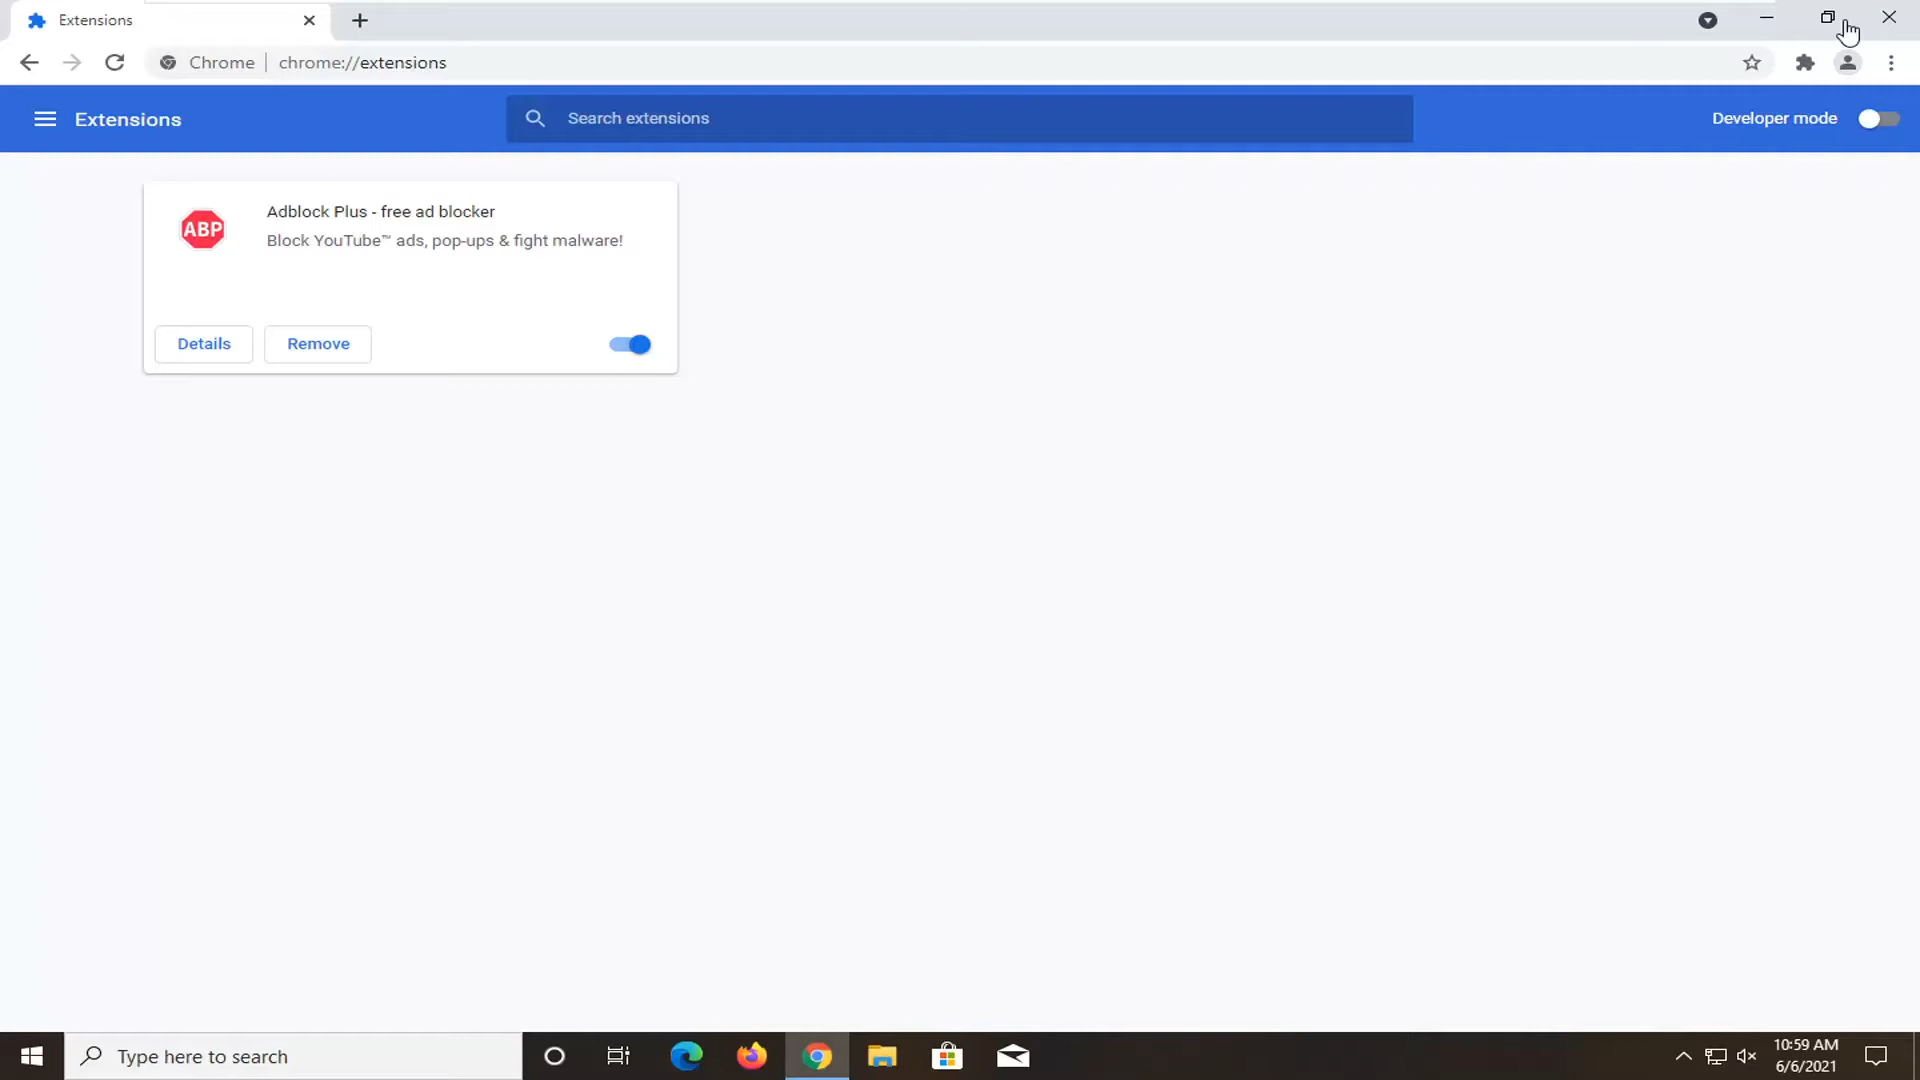 Extensions
Chrome | chrome://extensions
Extensions
Search extensions
Developer mode
ABP
Adblock Plus - free ad blocker
Block YouTube™ ads, pop-ups & fight malware!
Details
Remove
Type here to search
10:59 AM
6/6/2021